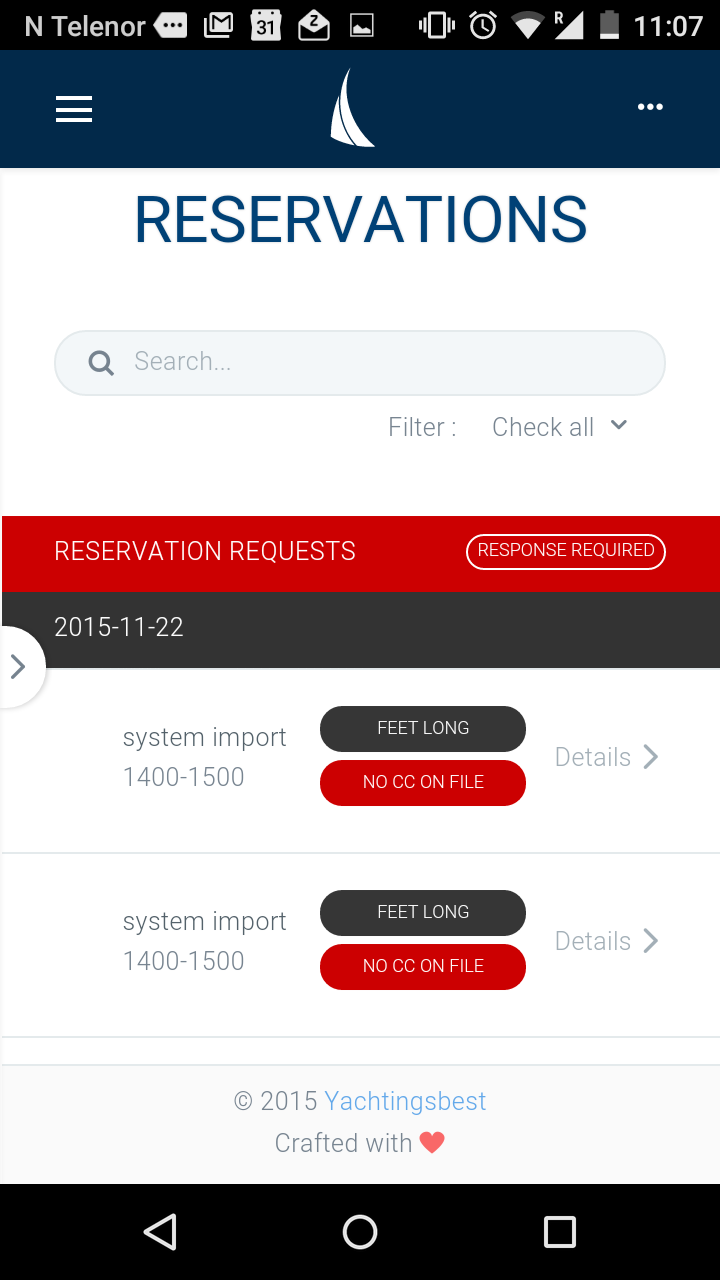 N Telenor 31 Z R 11:07
RESERVATIONS
Search...
Filter : Check all
RESERVATION REQUESTS RESPONSE REQUIRED
2015-11-22
system import FEET LONG
1400-1500 NO CC ON FILE Details
system import FEET LONG
1400-1500 NO CC ON FILE Details
© 2015 Yachtingsbest
Crafted with